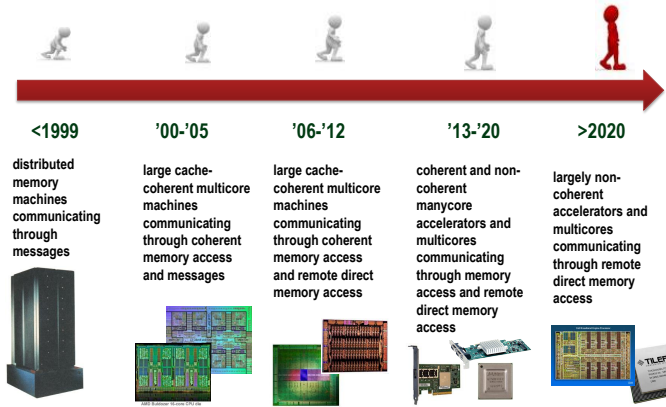 <1999
'00-'05
'06-'12
'13-'20
>2020
distributed
memory
machines
communicating
through
messages
large cache-
coherent multicore
machines
communicating
through coherent
memory access
and messages
large cache-
coherent multicore
machines
communicating
through coherent
memory access
and remote direct
memory access
coherent and non-
coherent
manycore
accelerators and
multicores
communicating
through memory
access and remote
direct memory
access
largely non-
coherent
accelerators and
multicores
communicating
through remote
direct memory
access
AMD Bulldozer 16-core CPU die